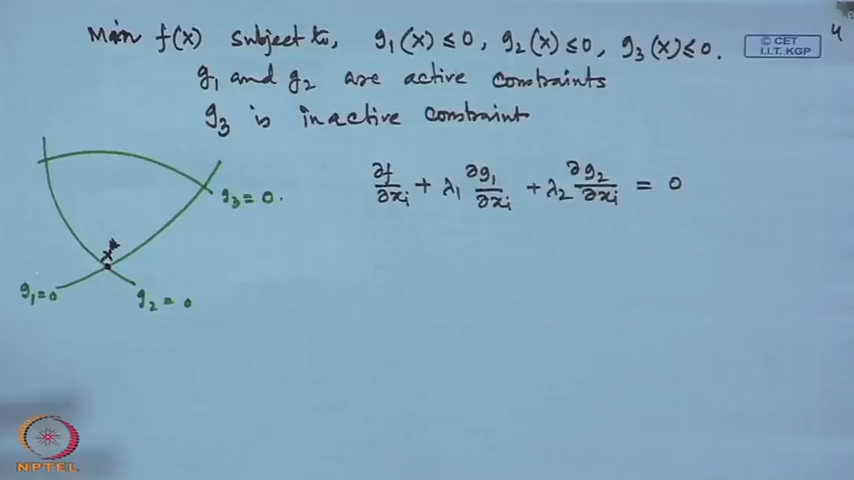 Min f(x) subject to, g₁(x) ≤ 0, g₂(x) ≤ 0, g₃(x) ≤ 0.
© CET
I.I.T. KGP
4
g₁ and g₂ are active constraints
g₃ is inactive constraint
∂f/∂xᵢ + λ₁ ∂g₁/∂xᵢ + λ₂ ∂g₂/∂xᵢ = 0
g₃ = 0.
x*
g₁ = 0
g₂ = 0
NPTEL